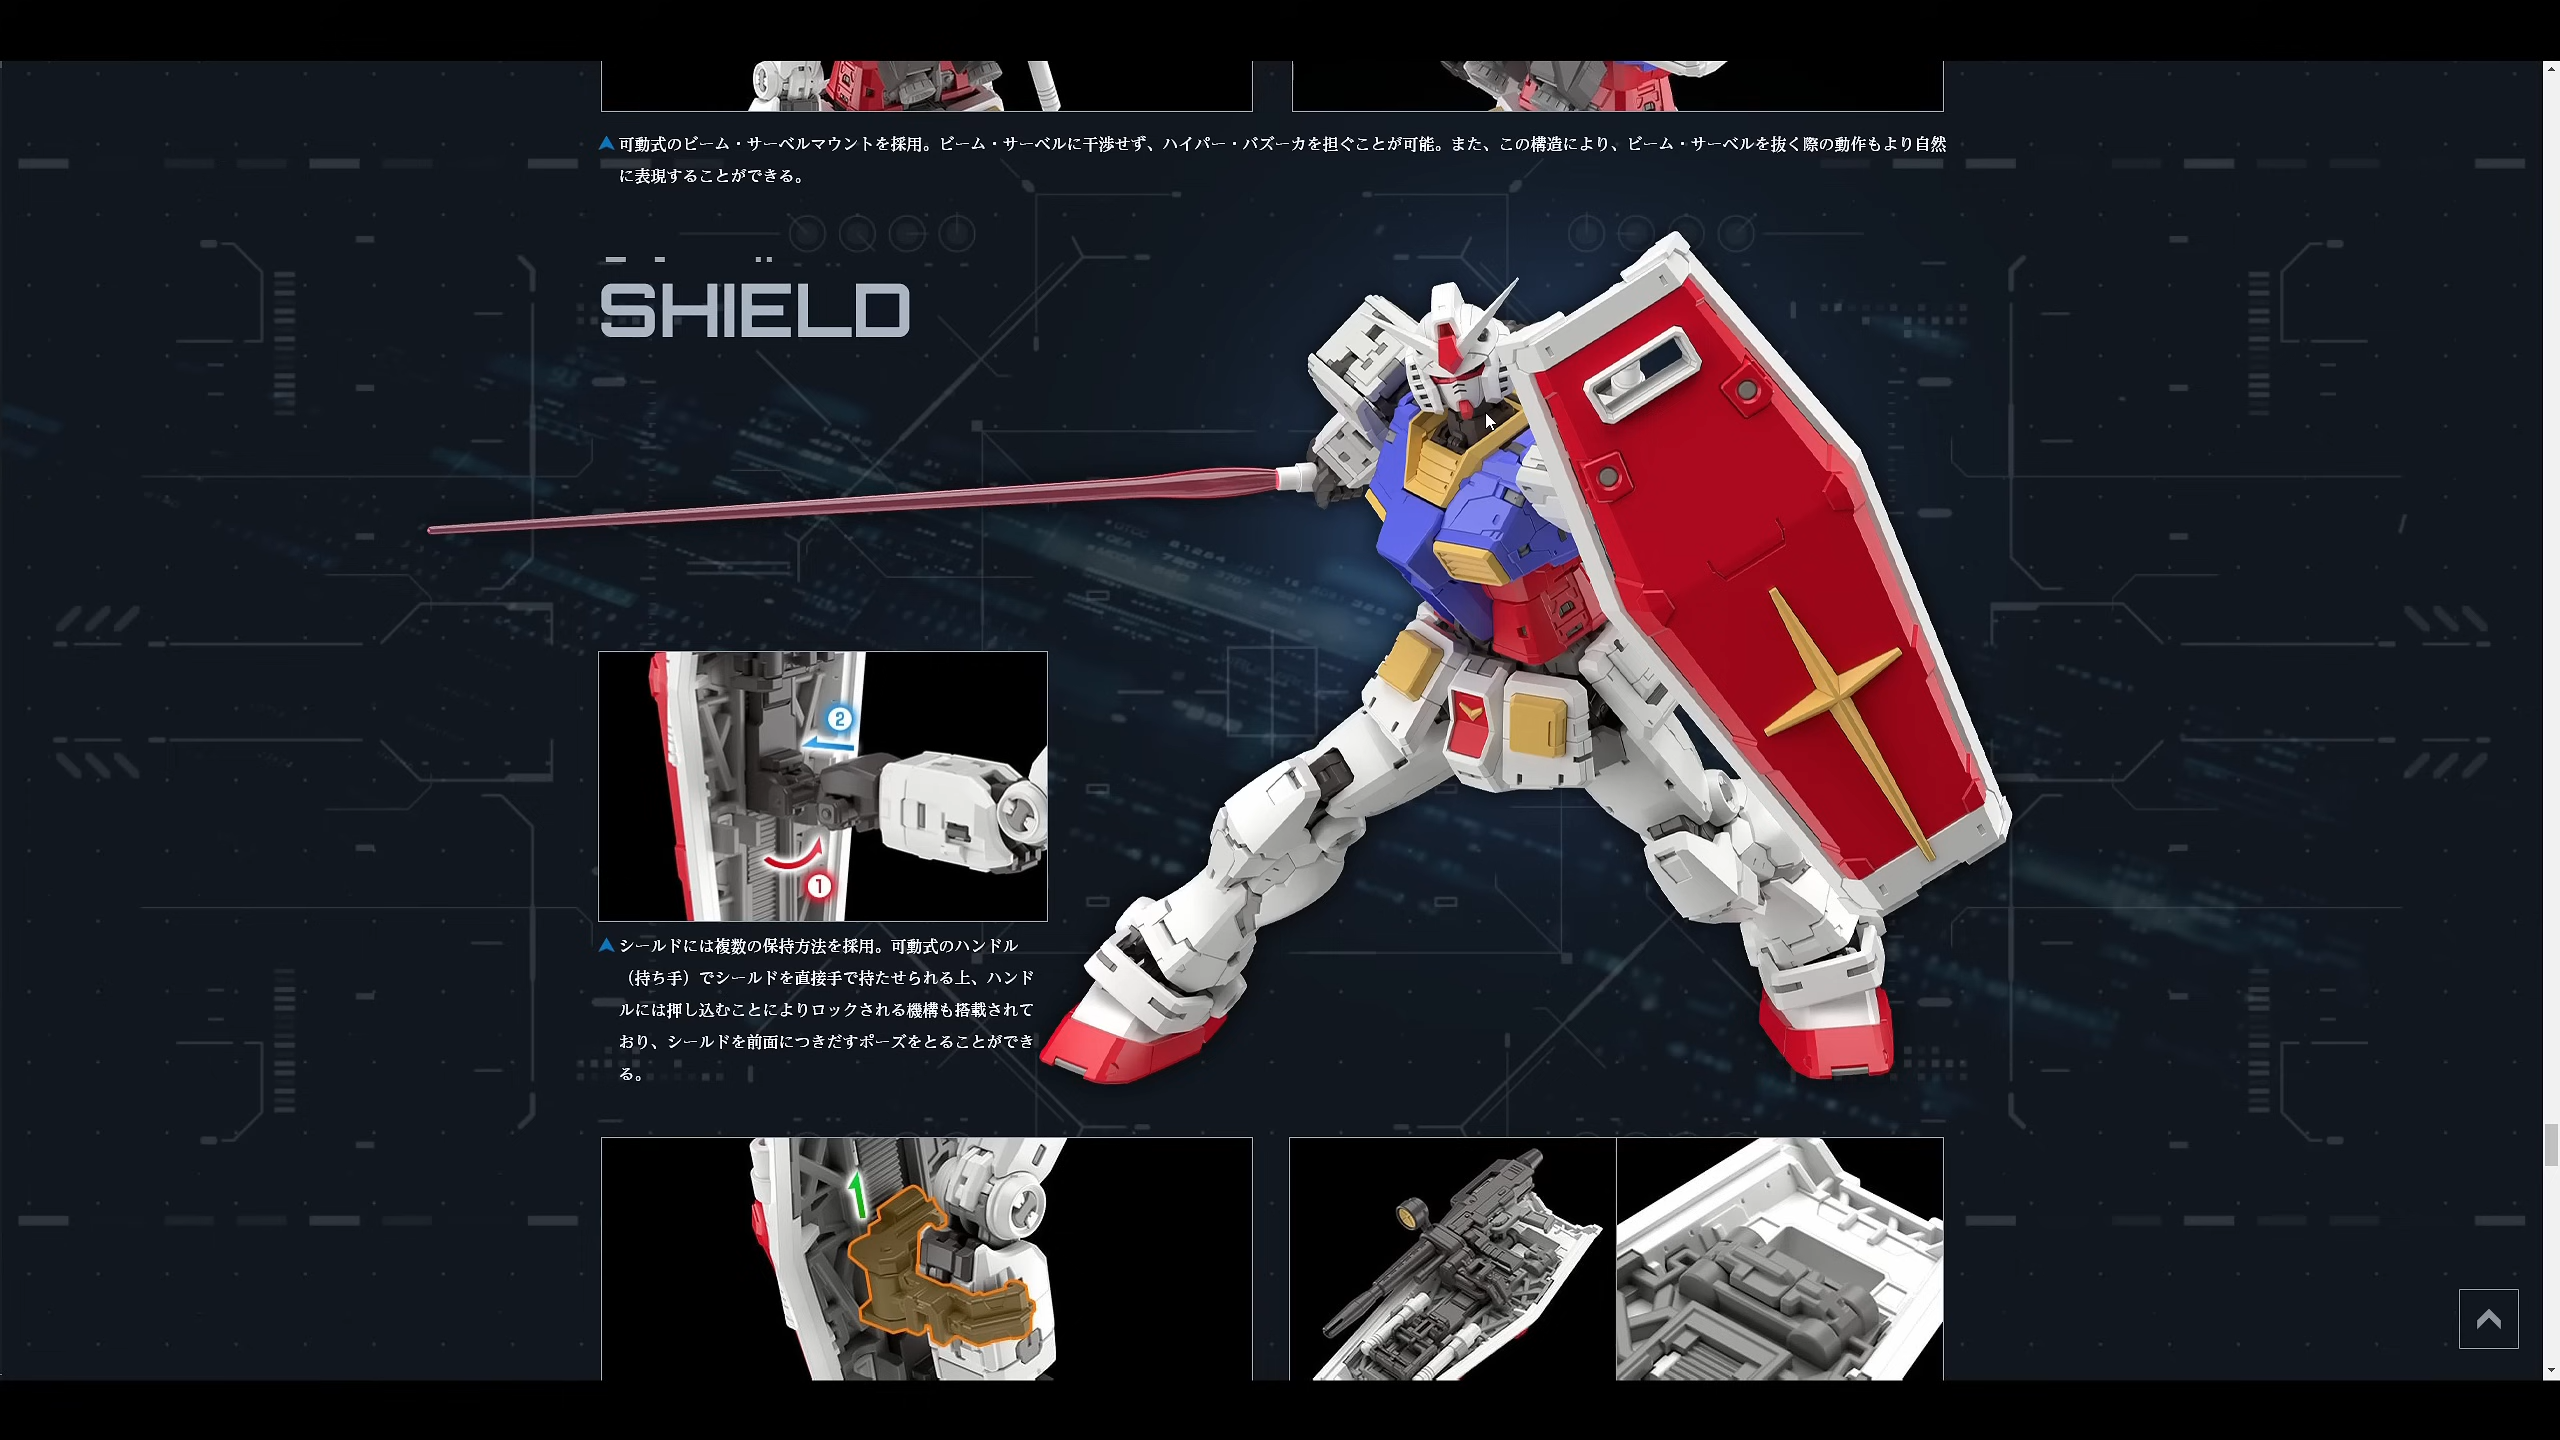 可動式のビーム・サーベルマウントを採用。ビーム・サーベルに干渉せず、ハイパー・バズーカを担ぐことが可能。また、この構造により、ビーム・サーベルを抜く際の動作もより自然
に表現することができる。
SHIELD
2
1
シールドには複数の保持方法を採用。可動式のハンドル
（持ち手）でシールドを直接手で持たせられる上、ハンド
ルには押し込むことによりロックされる機構も搭載されて
おり、シールドを前面につきだすポーズをとることができ
る。